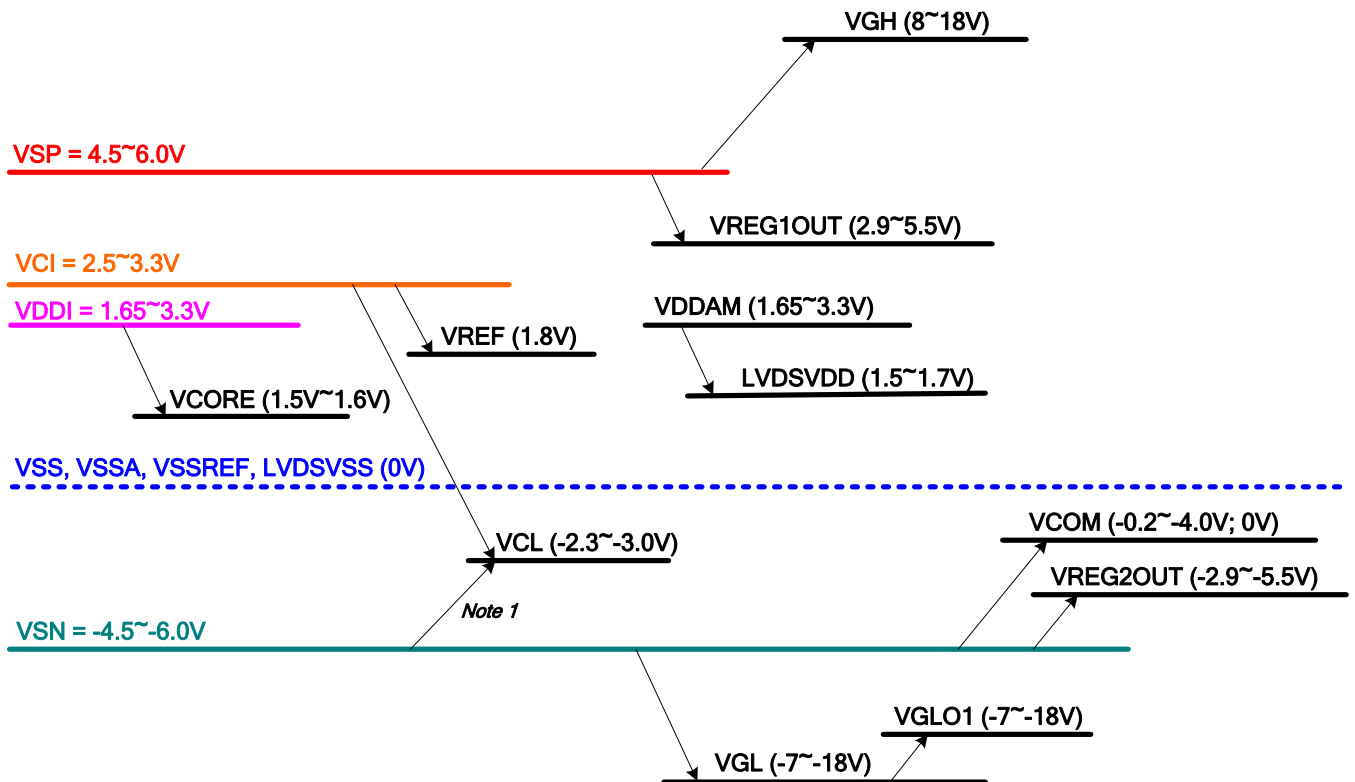 VGH (8~18V)
VSP = 4.5~6.0V
VREG1OUT (2.9~5.5V)
VCI = 2.5~3.3V
VDDI = 1.65~3.3V
VDDAM (1.65~3.3V)
VREF (1.8V)
LVDSVDD (1.5~1.7V)
VCORE (1.5V~1.6V)
VSS, VSSA, VSSREF, LVDSVSS (0V)
VCOM (-0.2~-4.0V; 0V)
VCL (-2.3~-3.0V)
VREG2OUT (-2.9~-5.5V)
Note 1
VSN = -4.5~-6.0V
VGLO1 (-7~-18V)
VGL (-7~-18V)